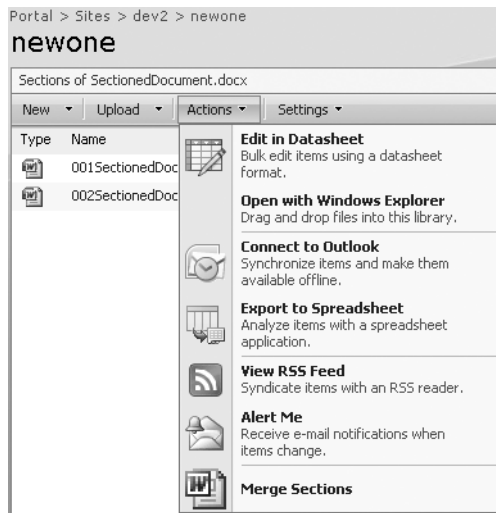 Portal > Sites > dev2 > newone
newone
Sections of SectionedDocument.docx
New Upload Actions Settings
Type Name
001SectionedDoc
002SectionedDoc
Edit in Datasheet
Bulk edit items using a datasheet
format.
Open with Windows Explorer
Drag and drop files into this library.
Connect to Outlook
Synchronize items and make them
available offline.
Export to Spreadsheet
Analyze items with a spreadsheet
application.
View RSS Feed
Syndicate items with an RSS reader.
Alert Me
Receive e-mail notifications when
items change.
Merge Sections